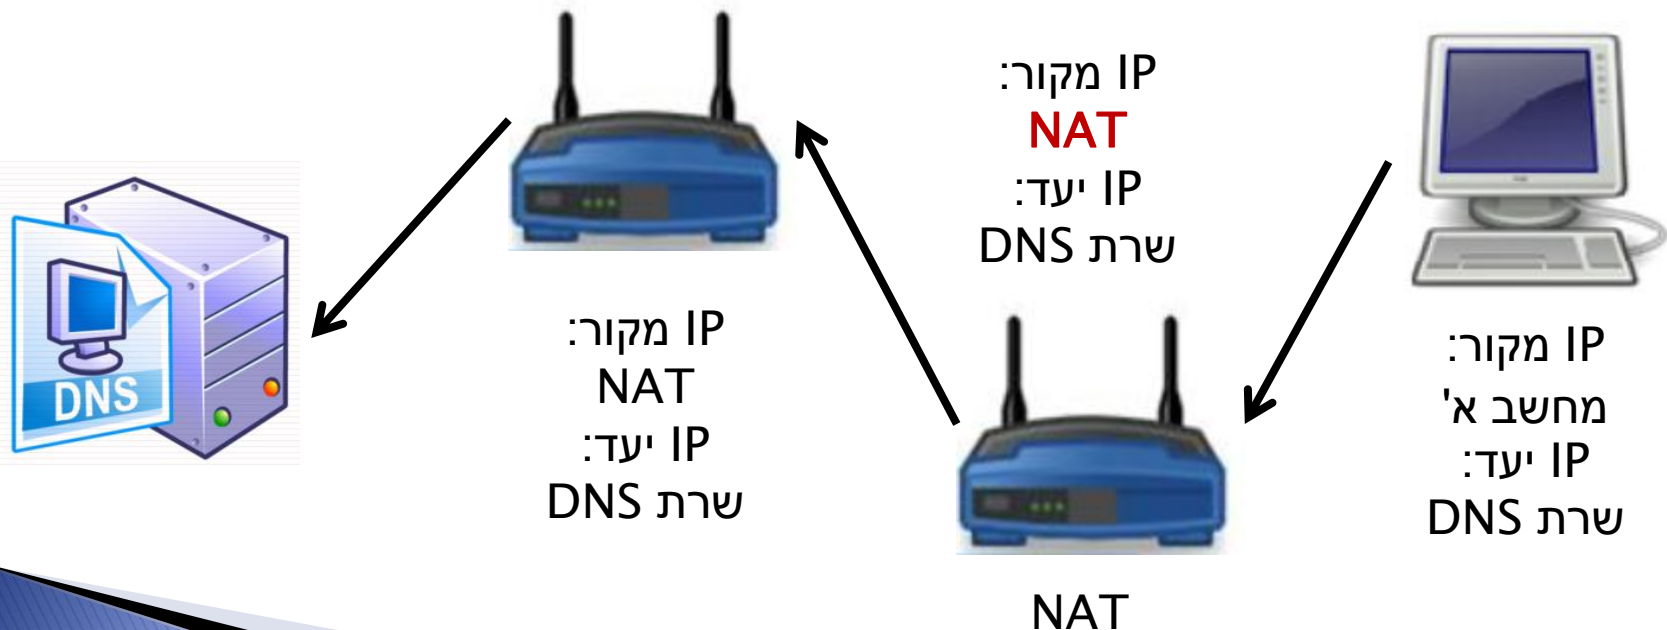 IP מקור:
מחשב א'
IP יעד:
שרת DNS
IP מקור:
NAT
IP יעד:
שרת DNS
NAT
IP מקור:
NAT
IP יעד:
שרת DNS
DNS